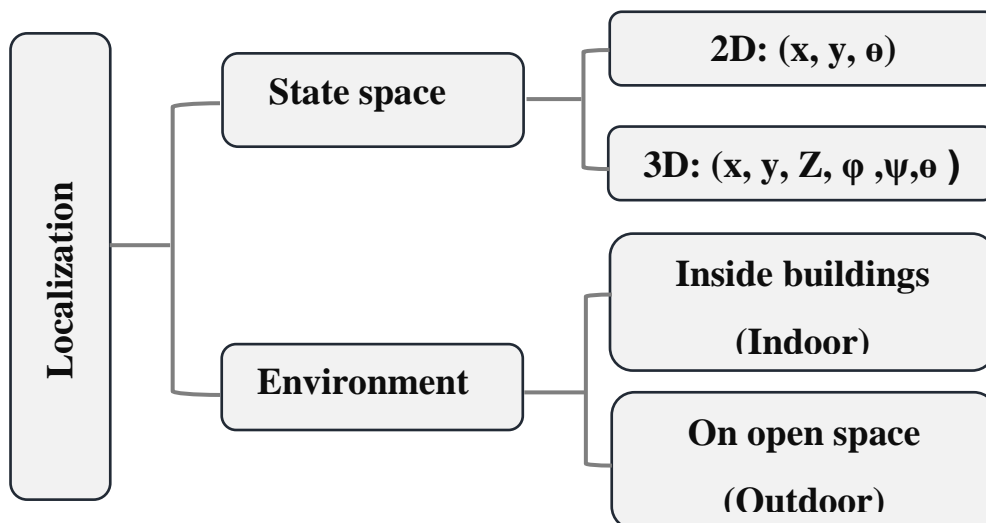 Localization
State space
2D: (x, y, ɵ)
3D: (x, y, Z, φ ,ψ,ɵ )
Environment
Inside buildings
(Indoor)
On open space
(Outdoor)